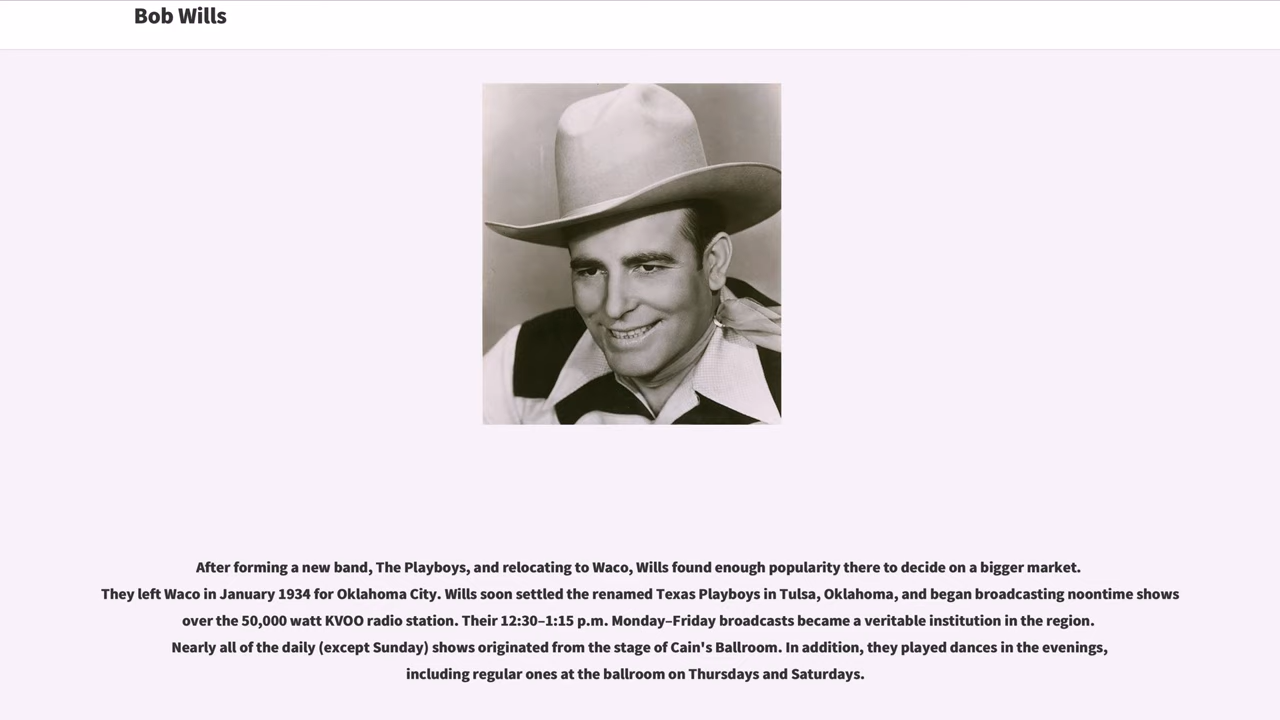 Bob Wills
After forming a new band, The Playboys, and relocating to Waco, Wills found enough popularity there to decide on a bigger market.
They left Waco in January 1934 for Oklahoma City. Wills soon settled the renamed Texas Playboys in Tulsa, Oklahoma, and began broadcasting noontime shows
over the 50,000 watt KVOO radio station. Their 12:30–1:15 p.m. Monday–Friday broadcasts became a veritable institution in the region.
Nearly all of the daily (except Sunday) shows originated from the stage of Cain's Ballroom. In addition, they played dances in the evenings,
including regular ones at the ballroom on Thursdays and Saturdays.